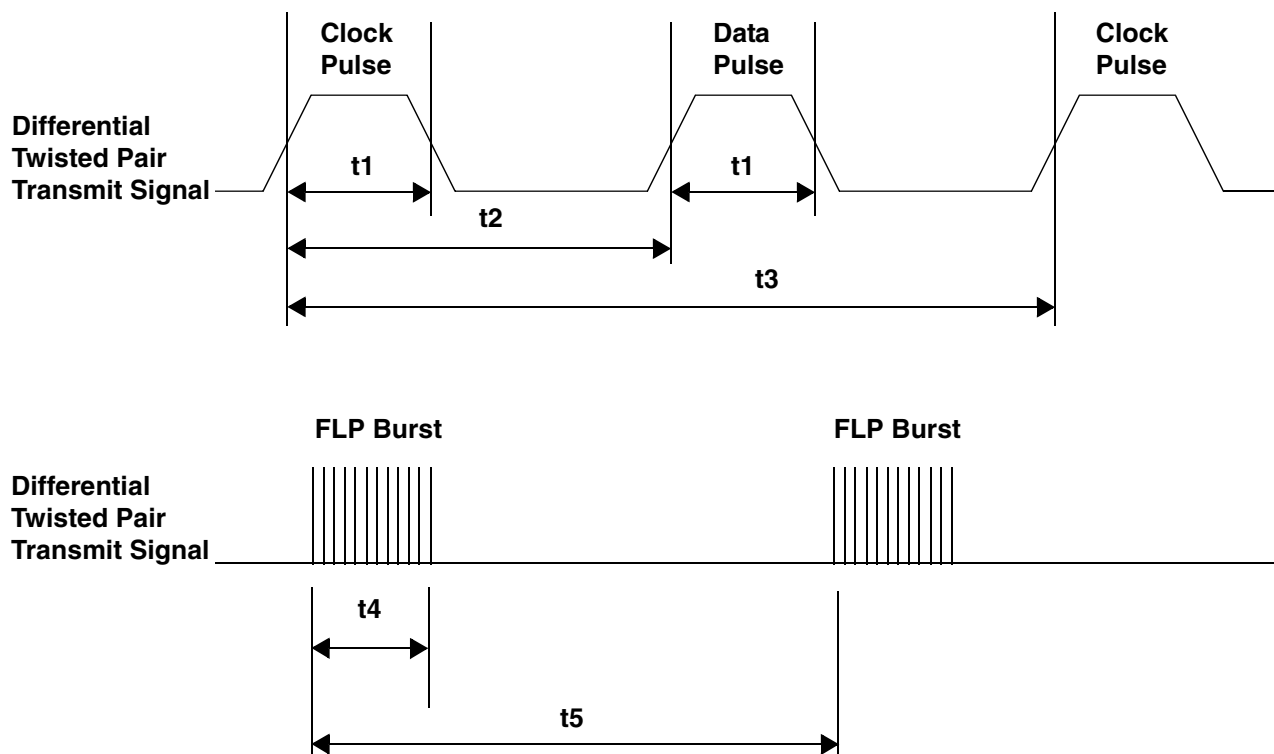 Clock
Pulse
Data
Pulse
Clock
Pulse
Differential
Twisted Pair
Transmit Signal
t1
t1
t2
t3
FLP Burst
FLP Burst
Differential
Twisted Pair
Transmit Signal
t4
t5